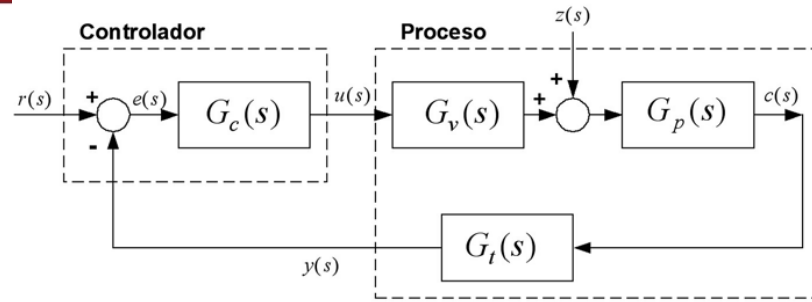 Controlador
Proceso
z(s)
r(s)
+
e(s)
G_c(s)
u(s)
G_v(s)
+
+
G_p(s)
c(s)
-
G_t(s)
y(s)